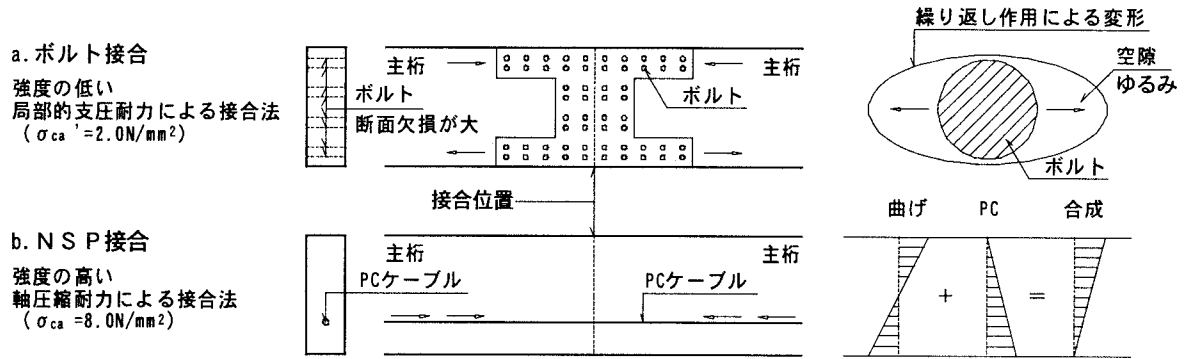 a.ボルト接合
強度の低い
局部的支圧耐力による接合法
(σca '=2.0N/mm²)
主桁
主桁
ボルト
断面欠損が大
ボルト
接合位置
繰り返し作用による変形
空隙
ゆるみ
ボルト
b.NSP接合
強度の高い
軸圧縮耐力による接合法
(σca =8.0N/mm²)
主桁
主桁
PCケーブル
PCケーブル
曲げ
PC
合成
+
=